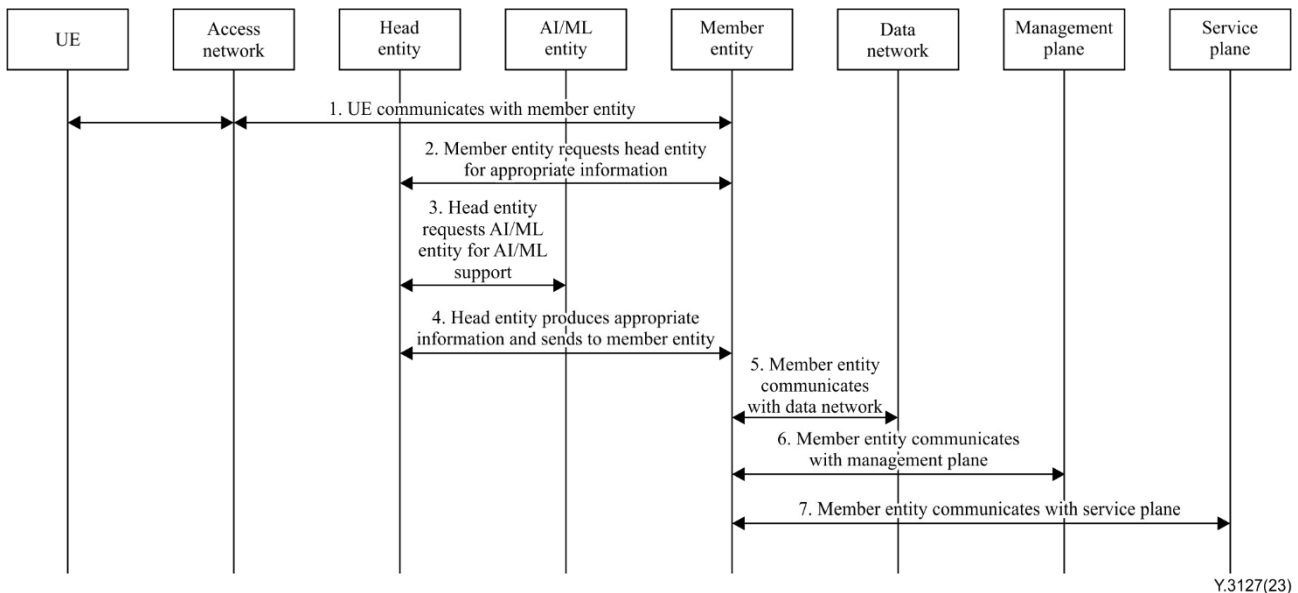 UE
Access
network
Head
entity
AI/ML
entity
Member
entity
Data
network
Management
plane
Service
plane
1. UE communicates with member entity
2. Member entity requests head entity
for appropriate information
3. Head entity
requests AI/ML
entity for AI/ML
support
4. Head entity produces appropriate
information and sends to member entity
5. Member entity
communicates
with data network
6. Member entity communicates
with management plane
7. Member entity communicates with service plane
Y.3127(23)